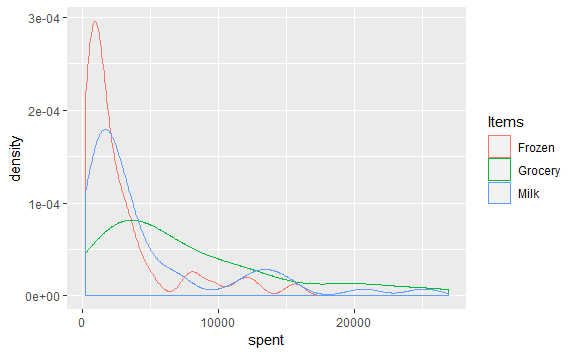 3e-04
2e-04
1e-04
0e+00
density
0
10000
20000
spent
Items
Frozen
Grocery
Milk